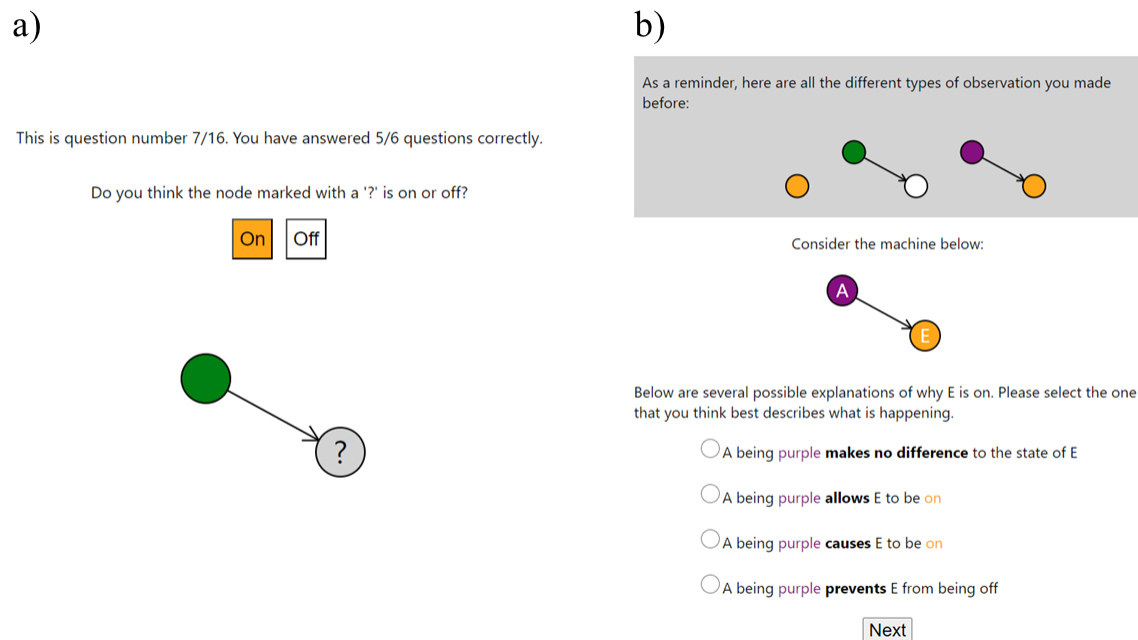 a)
This is question number 7/16. You have answered 5/6 questions correctly.
Do you think the node marked with a '?' is on or off?
On Off
?
b)
As a reminder, here are all the different types of observation you made
before:
Consider the machine below:
A
E
Below are several possible explanations of why E is on. Please select the one
that you think best describes what is happening.
A being purple makes no difference to the state of E
A being purple allows E to be on
A being purple causes E to be on
A being purple prevents E from being off
Next